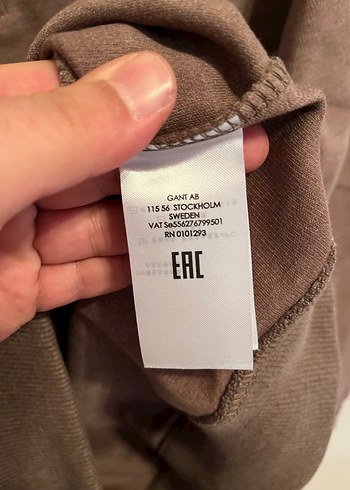 GANT AB
115 56 STOCKHOLM
SWEDEN
VAT Se556276799501
RN 0101293
EAC